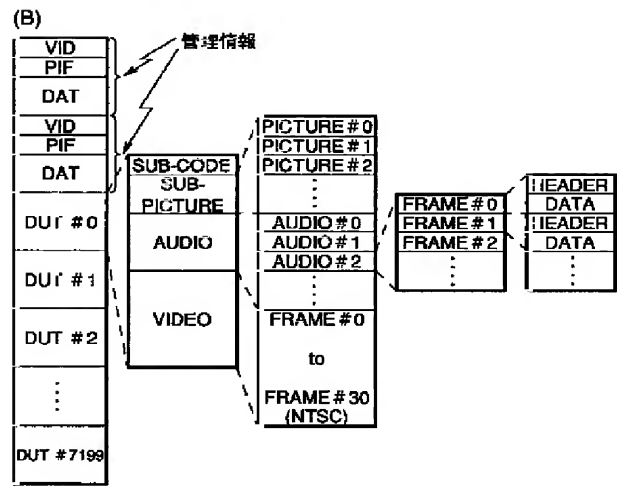 (B)
VID
PIF
DAT
VID
PIF
DAT
DUT #0
DUT #1
DUT #2
⋮
DUT #7199
管理情報
SUB-CODE
SUB-
PICTURE
AUDIO
VIDEO
PICTURE #0
PICTURE #1
PICTURE #2
⋮
AUDIO #0
AUDIO #1
AUDIO #2
⋮
FRAME #0
to
FRAME #30
(NTSC)
FRAME #0
FRAME #1
FRAME #2
⋮
HEADER
DATA
HEADER
DATA
⋮